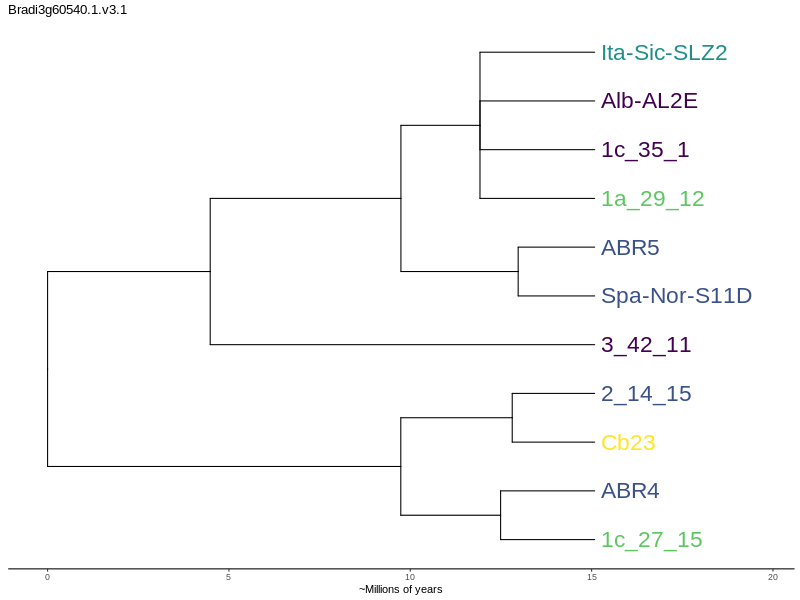 Bradi3g60540.1.v3.1
Ita-Sic-SLZ2
Alb-AL2E
1c_35_1
1a_29_12
ABR5
Spa-Nor-S11D
3_42_11
2_14_15
Cb23
ABR4
1c_27_15
0 5 10 15 20
~Millions of years